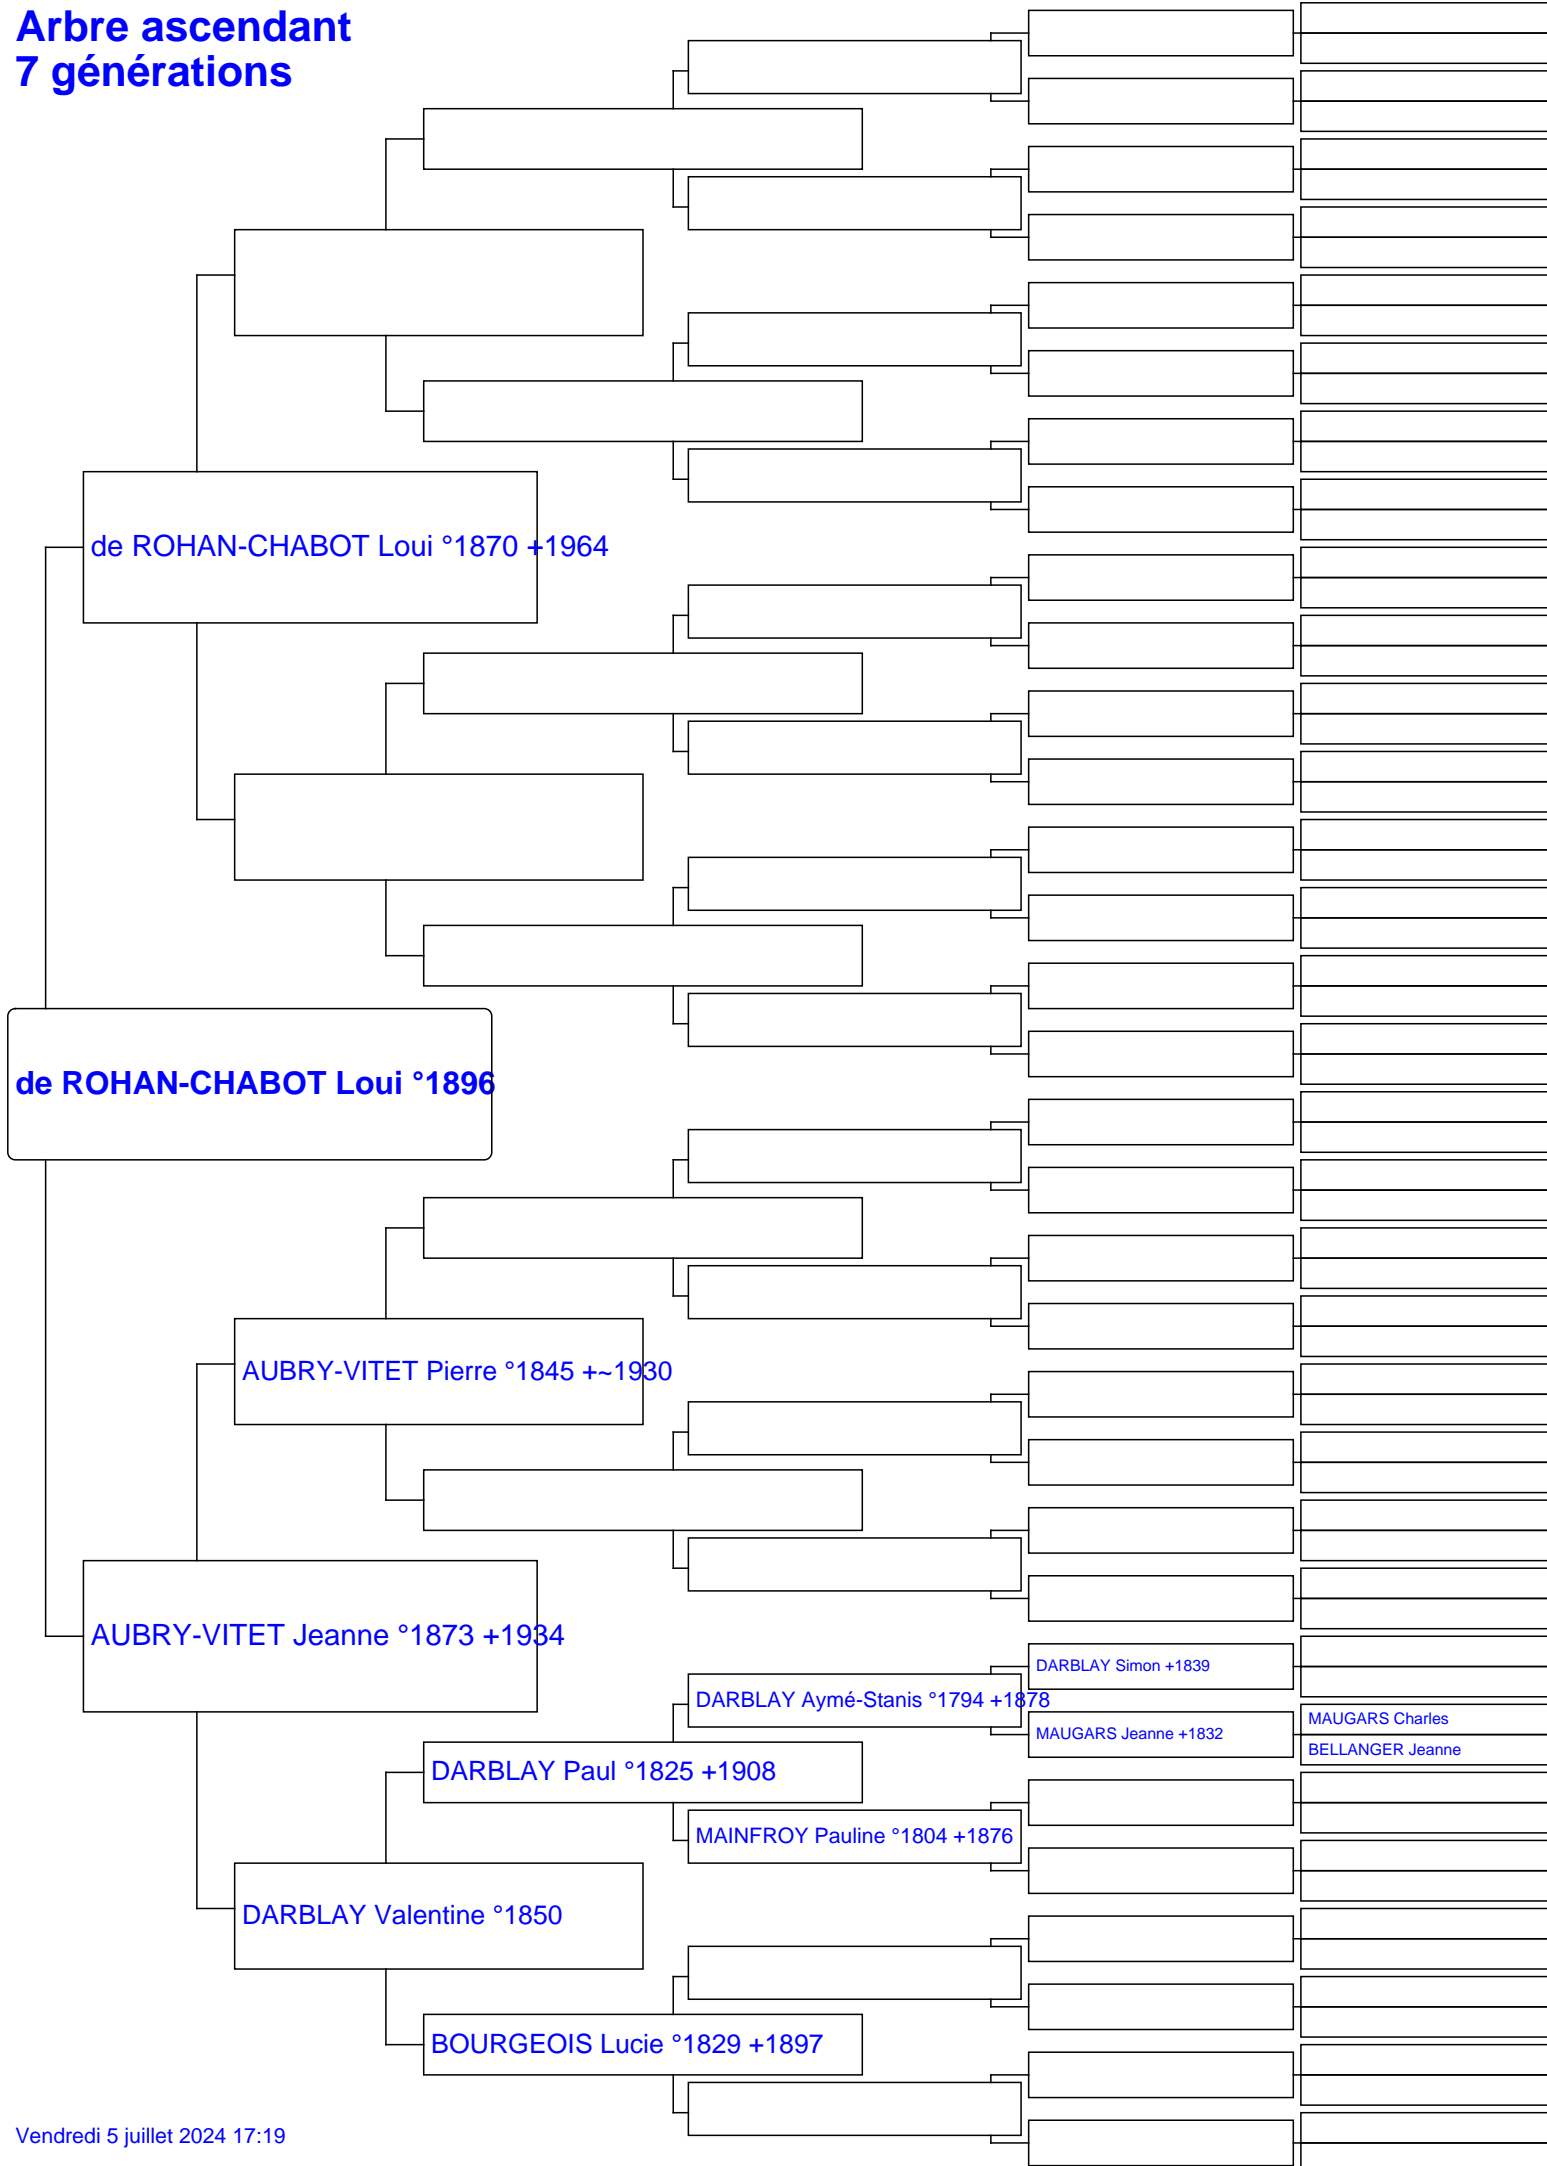 Arbre ascendant
7 générations
de ROHAN-CHABOT Loui °1870 +1964
de ROHAN-CHABOT Loui °1896
AUBRY-VITET Pierre °1845 +~1930
AUBRY-VITET Jeanne °1873 +1934
DARBLAY Simon +1839
DARBLAY Aymé-Stanis °1794 +1878
MAUGARS Charles
MAUGARS Jeanne +1832
BELLANGER Jeanne
DARBLAY Paul °1825 +1908
MAINFROY Pauline °1804 +1876
DARBLAY Valentine °1850
BOURGEOIS Lucie °1829 +1897
Vendredi 5 juillet 2024 17:19